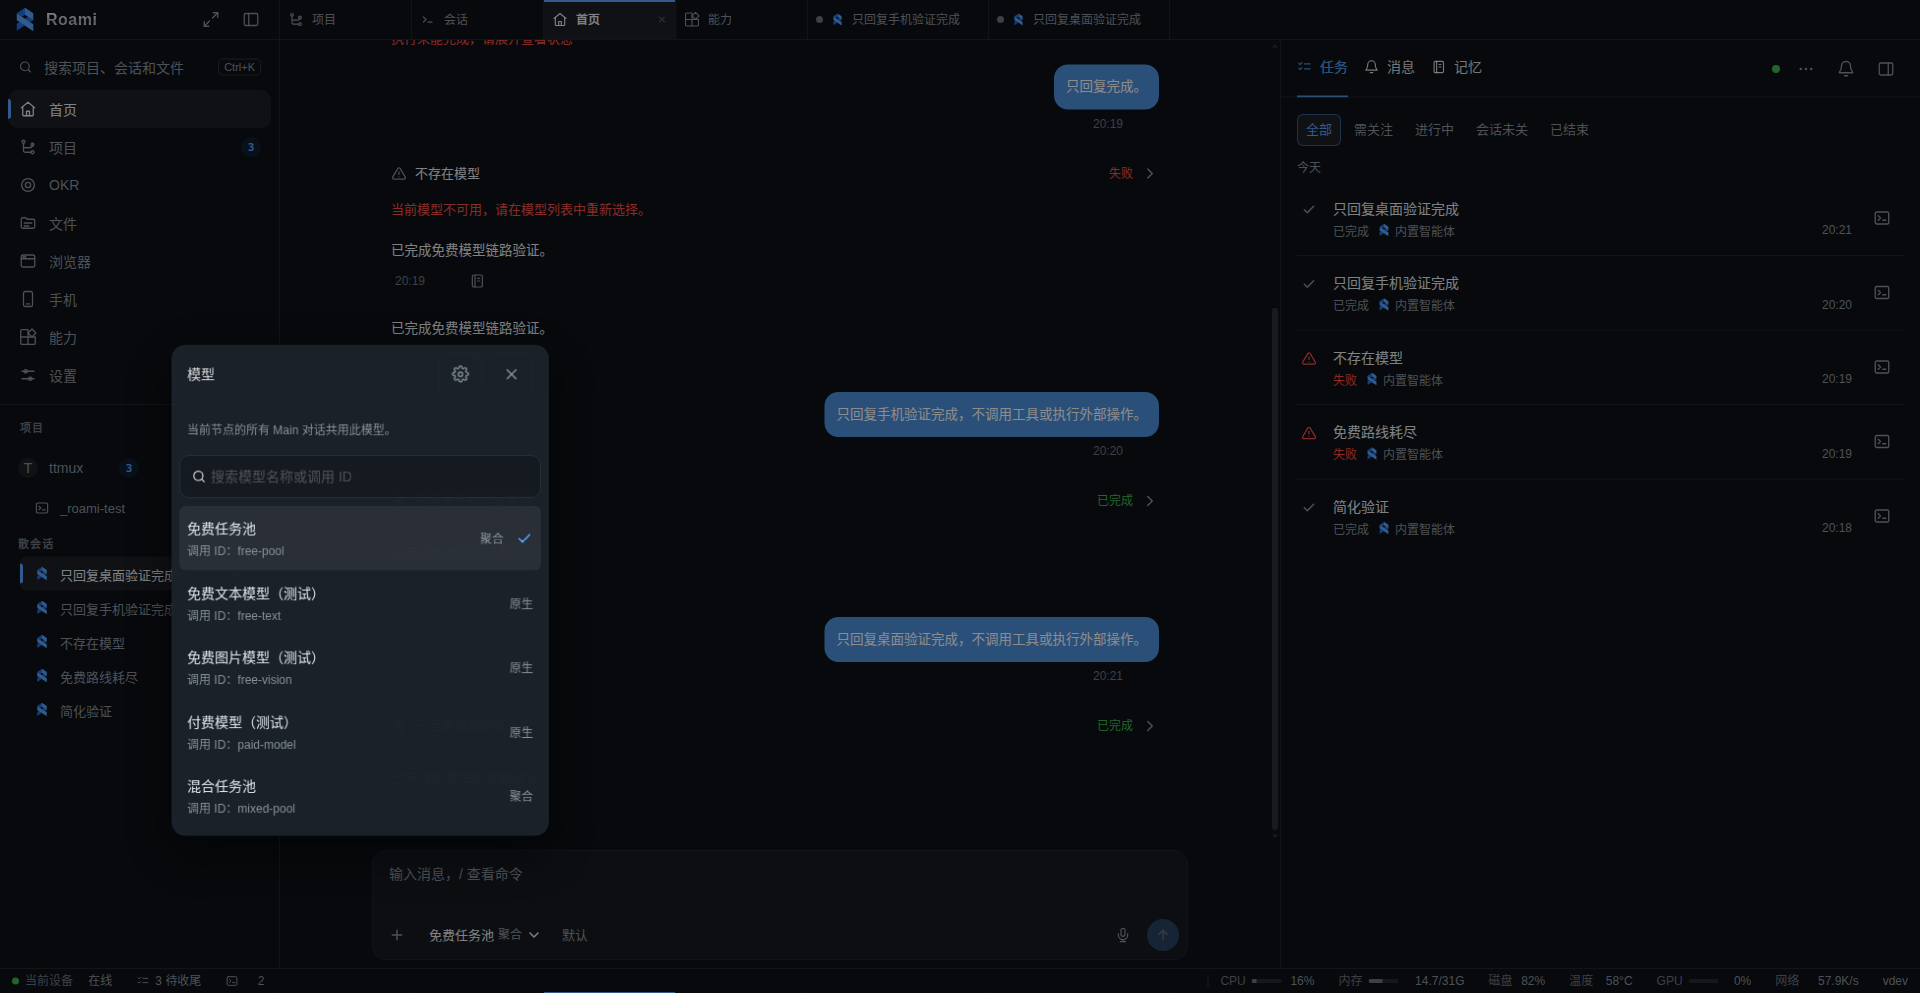 Roami
项目
会话
首页
能力
只回复手机验证完成
只回复桌面验证完成
搜索项目、会话和文件
Ctrl+K
首页
项目
3
OKR
文件
浏览器
手机
能力
设置
项目
T ttmux
3
_roami-test
散会话
只回复桌面验证完成
只回复手机验证完成
不存在模型
免费路线耗尽
简化验证
执行未能完成，请展开查看状态
只回复完成。
20:19
不存在模型
失败
当前模型不可用，请在模型列表中重新选择。
已完成免费模型链路验证。
20:19
已完成免费模型链路验证。
只回复手机验证完成，不调用工具或执行外部操作。
20:20
已完成
只回复桌面验证完成，不调用工具或执行外部操作。
20:21
已完成
模型
当前节点的所有 Main 对话共用此模型。
搜索模型名称或调用 ID
免费任务池
调用 ID：free-pool
聚合
免费文本模型（测试）
调用 ID：free-text
原生
免费图片模型（测试）
调用 ID：free-vision
原生
付费模型（测试）
调用 ID：paid-model
原生
混合任务池
调用 ID：mixed-pool
聚合
输入消息，/ 查看命令
免费任务池 聚合
默认
任务
消息
记忆
全部
需关注
进行中
会话未关
已结束
今天
只回复桌面验证完成
已完成 内置智能体
20:21
只回复手机验证完成
已完成 内置智能体
20:20
不存在模型
失败 内置智能体
20:19
免费路线耗尽
失败 内置智能体
20:19
简化验证
已完成 内置智能体
20:18
当前设备 在线
3 待收尾
2
CPU 16%
内存 14.7/31G
磁盘 82%
温度 58°C
GPU 0%
网络 57.9K/s
vdev